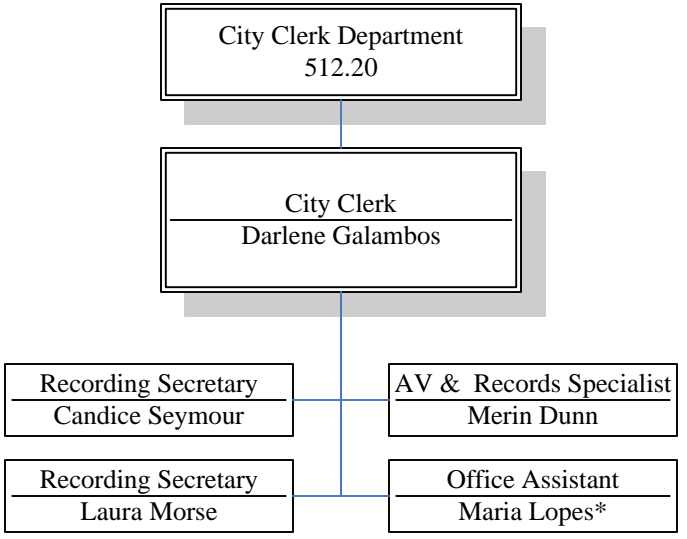 City Clerk Department
512.20
City Clerk
Darlene Galambos
Recording Secretary
Candice Seymour
AV & Records Specialist
Merin Dunn
Recording Secretary
Laura Morse
Office Assistant
Maria Lopes*